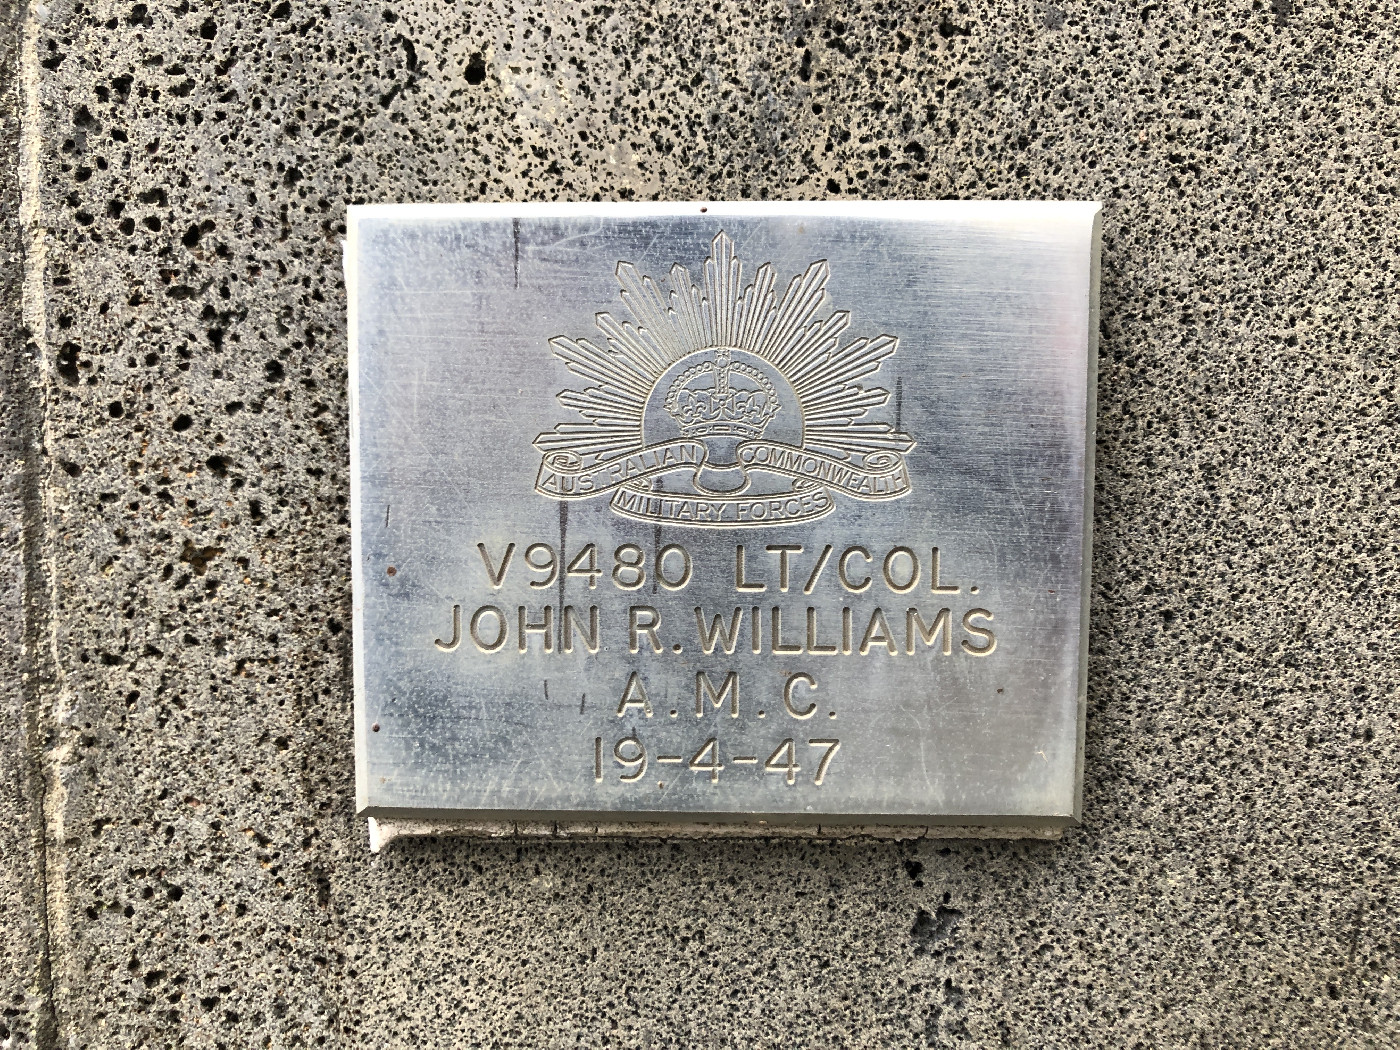 AUSTRALIAN COMMONWEALTH
MILITARY FORCES
V9480 LT/COL.
JOHN R. WILLIAMS
A.M.C.
19-4-47